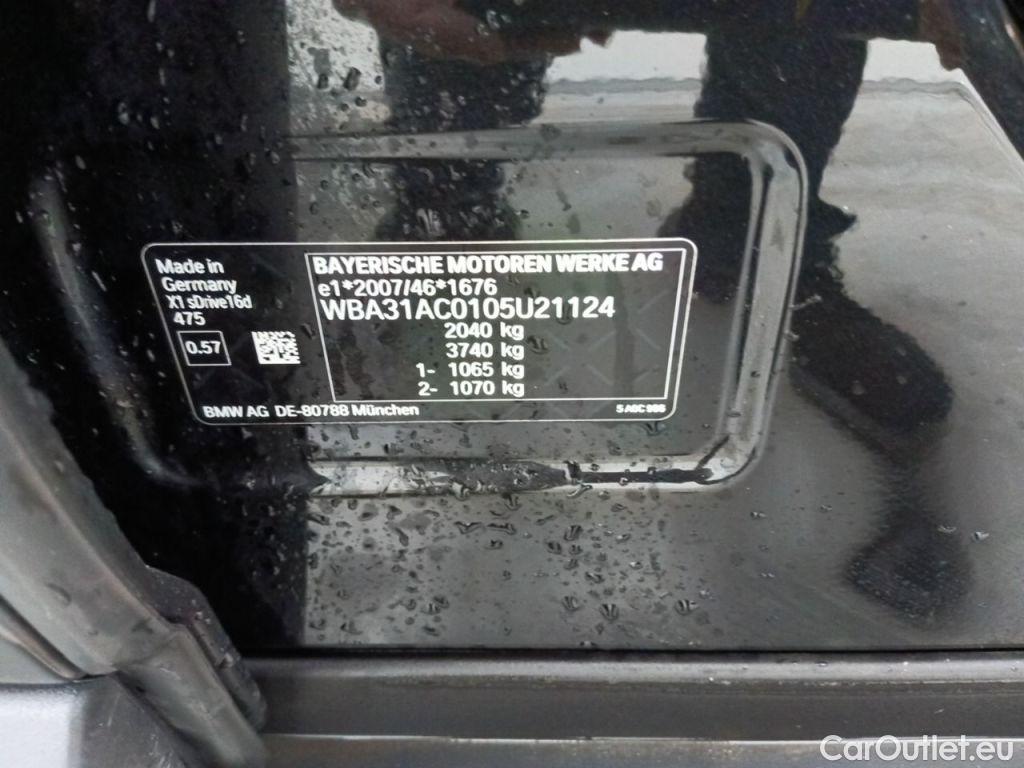 Made in
Germany
X1 sDrive16d
475
0.57
BAYERISCHE MOTOREN WERKE AG
e1*2007/46*1676
WBA31AC0105U21124
2040 kg
3740 kg
1- 1065 kg
2- 1070 kg
BMW AG DE-80788 München
CarOutlet.eu